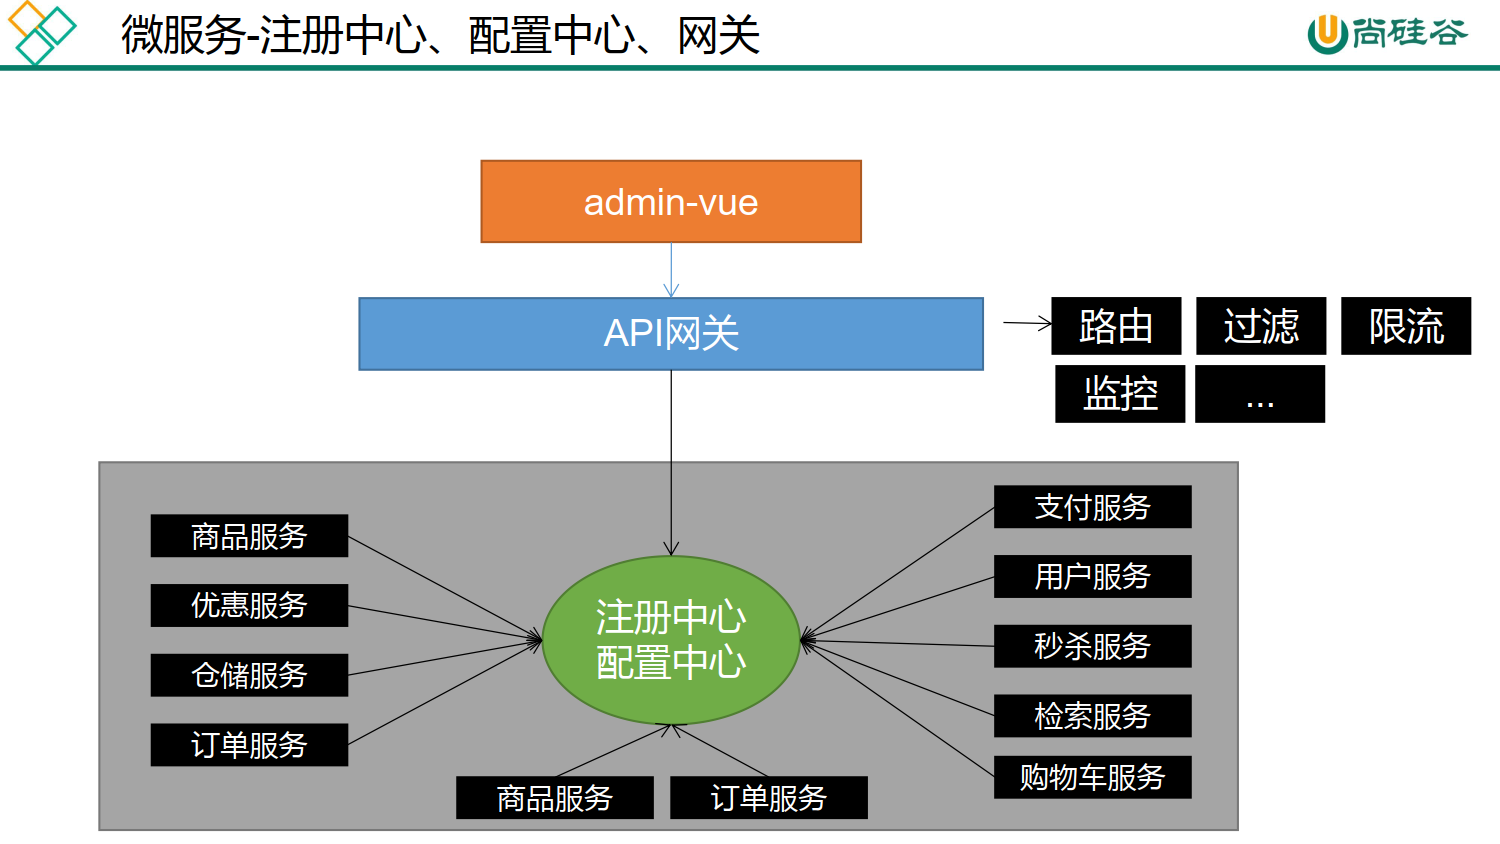 微服务-注册中心、配置中心、网关
尚硅谷
admin-vue
API网关
路由
过滤
限流
监控
...
商品服务
优惠服务
仓储服务
订单服务
注册中心
配置中心
支付服务
用户服务
秒杀服务
检索服务
购物车服务
商品服务
订单服务